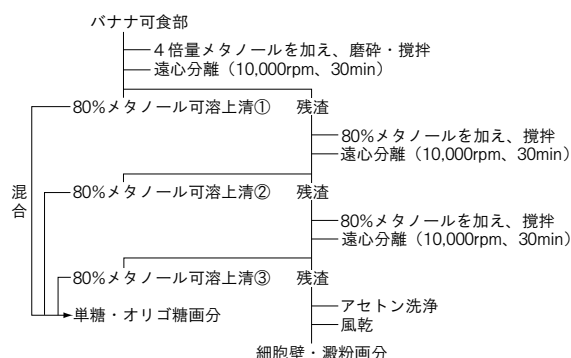 バナナ可食部
4倍量メタノールを加え、磨砕・撹拌
遠心分離（10,000rpm、30min）
80%メタノール可溶上清① 残渣
80%メタノールを加え、撹拌
遠心分離（10,000rpm、30min）
混合
80%メタノール可溶上清② 残渣
80%メタノールを加え、撹拌
遠心分離（10,000rpm、30min）
80%メタノール可溶上清③ 残渣
アセトン洗浄
単糖・オリゴ糖画分
風乾
細胞壁・澱粉画分